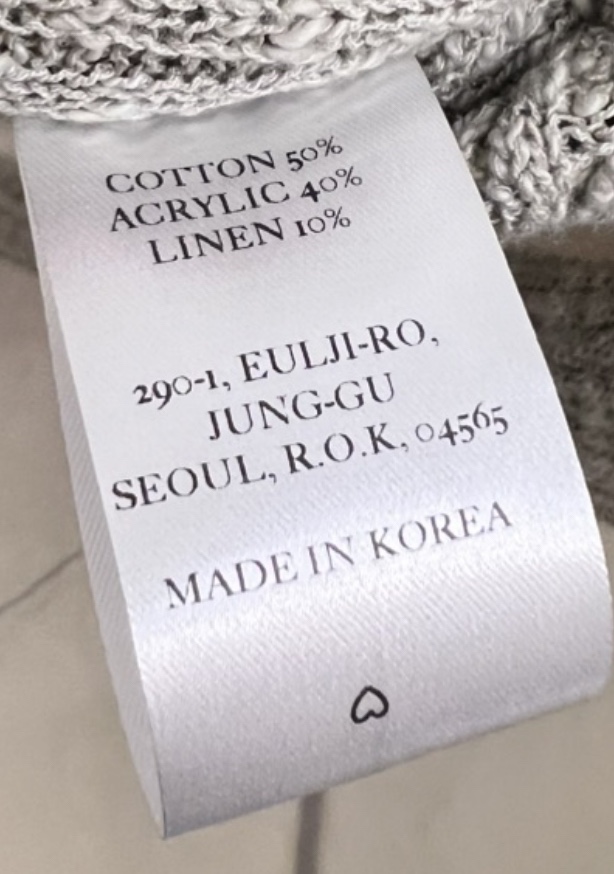 COTTON 50%
ACRYLIC 40%
LINEN 10%
290-1, EULJI-RO,
JUNG-GU
SEOUL, R.O.K, 04565
MADE IN KOREA